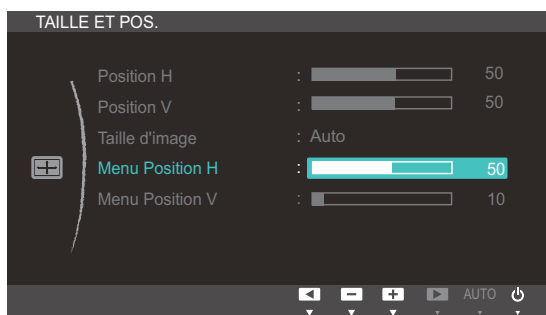 TAILLE ET POS.
Position H : 50
Position V : 50
Taille d'image : Auto
Menu Position H : 50
Menu Position V : 10
AUTO